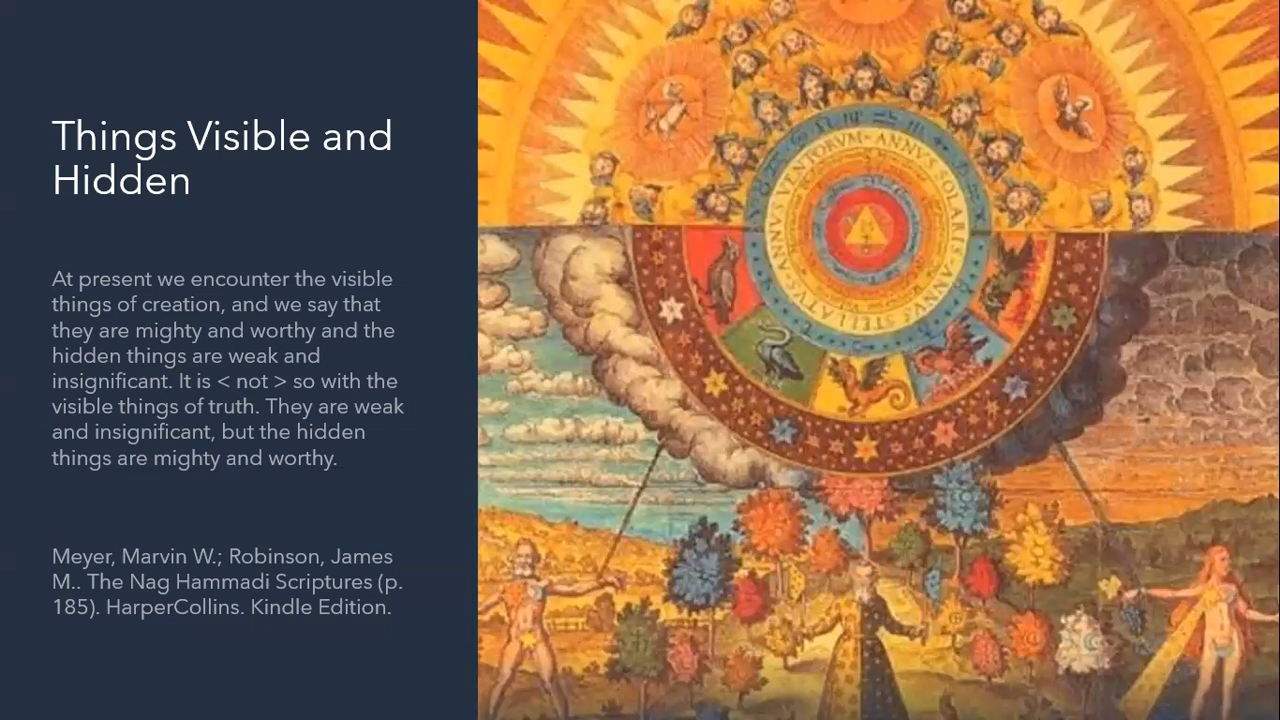 Things Visible and
Hidden
At present we encounter the visible
things of creation, and we say that
they are mighty and worthy and the
hidden things are weak and
insignificant. It is < not > so with the
visible things of truth. They are weak
and insignificant, but the hidden
things are mighty and worthy.
Meyer, Marvin W.; Robinson, James
M.. The Nag Hammadi Scriptures (p.
185). HarperCollins. Kindle Edition.
ANNVS VENTORVM - ANNVS SOLARIS - ANNVS STELLATVS